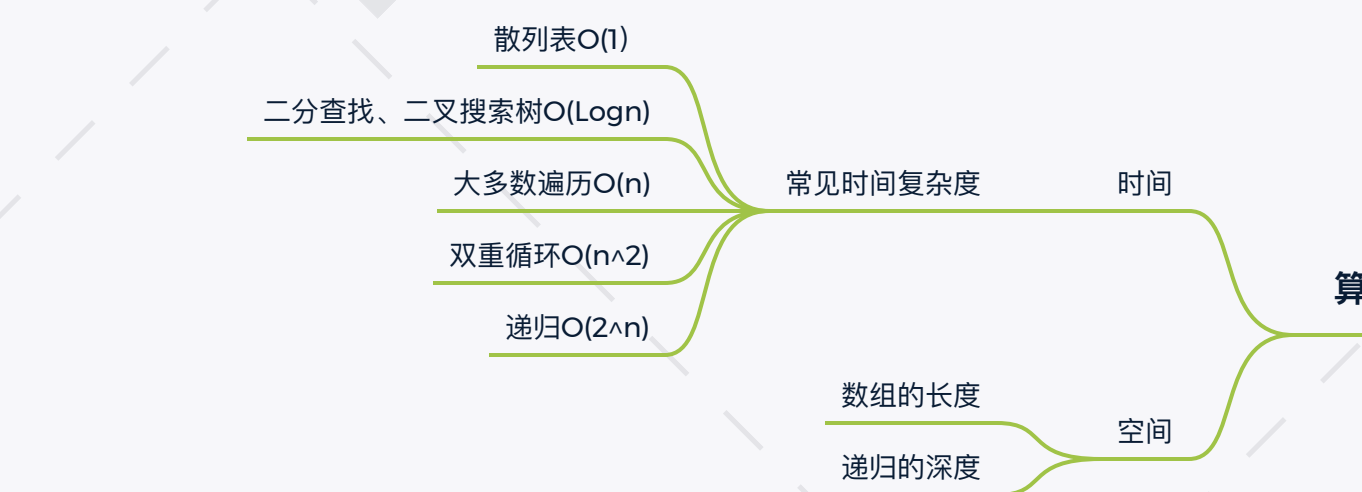 散列表O(1)
二分查找、二叉搜索树O(Logn)
大多数遍历O(n)
常见时间复杂度
时间
双重循环O(n^2)
算
递归O(2^n)
数组的长度
空间
递归的深度